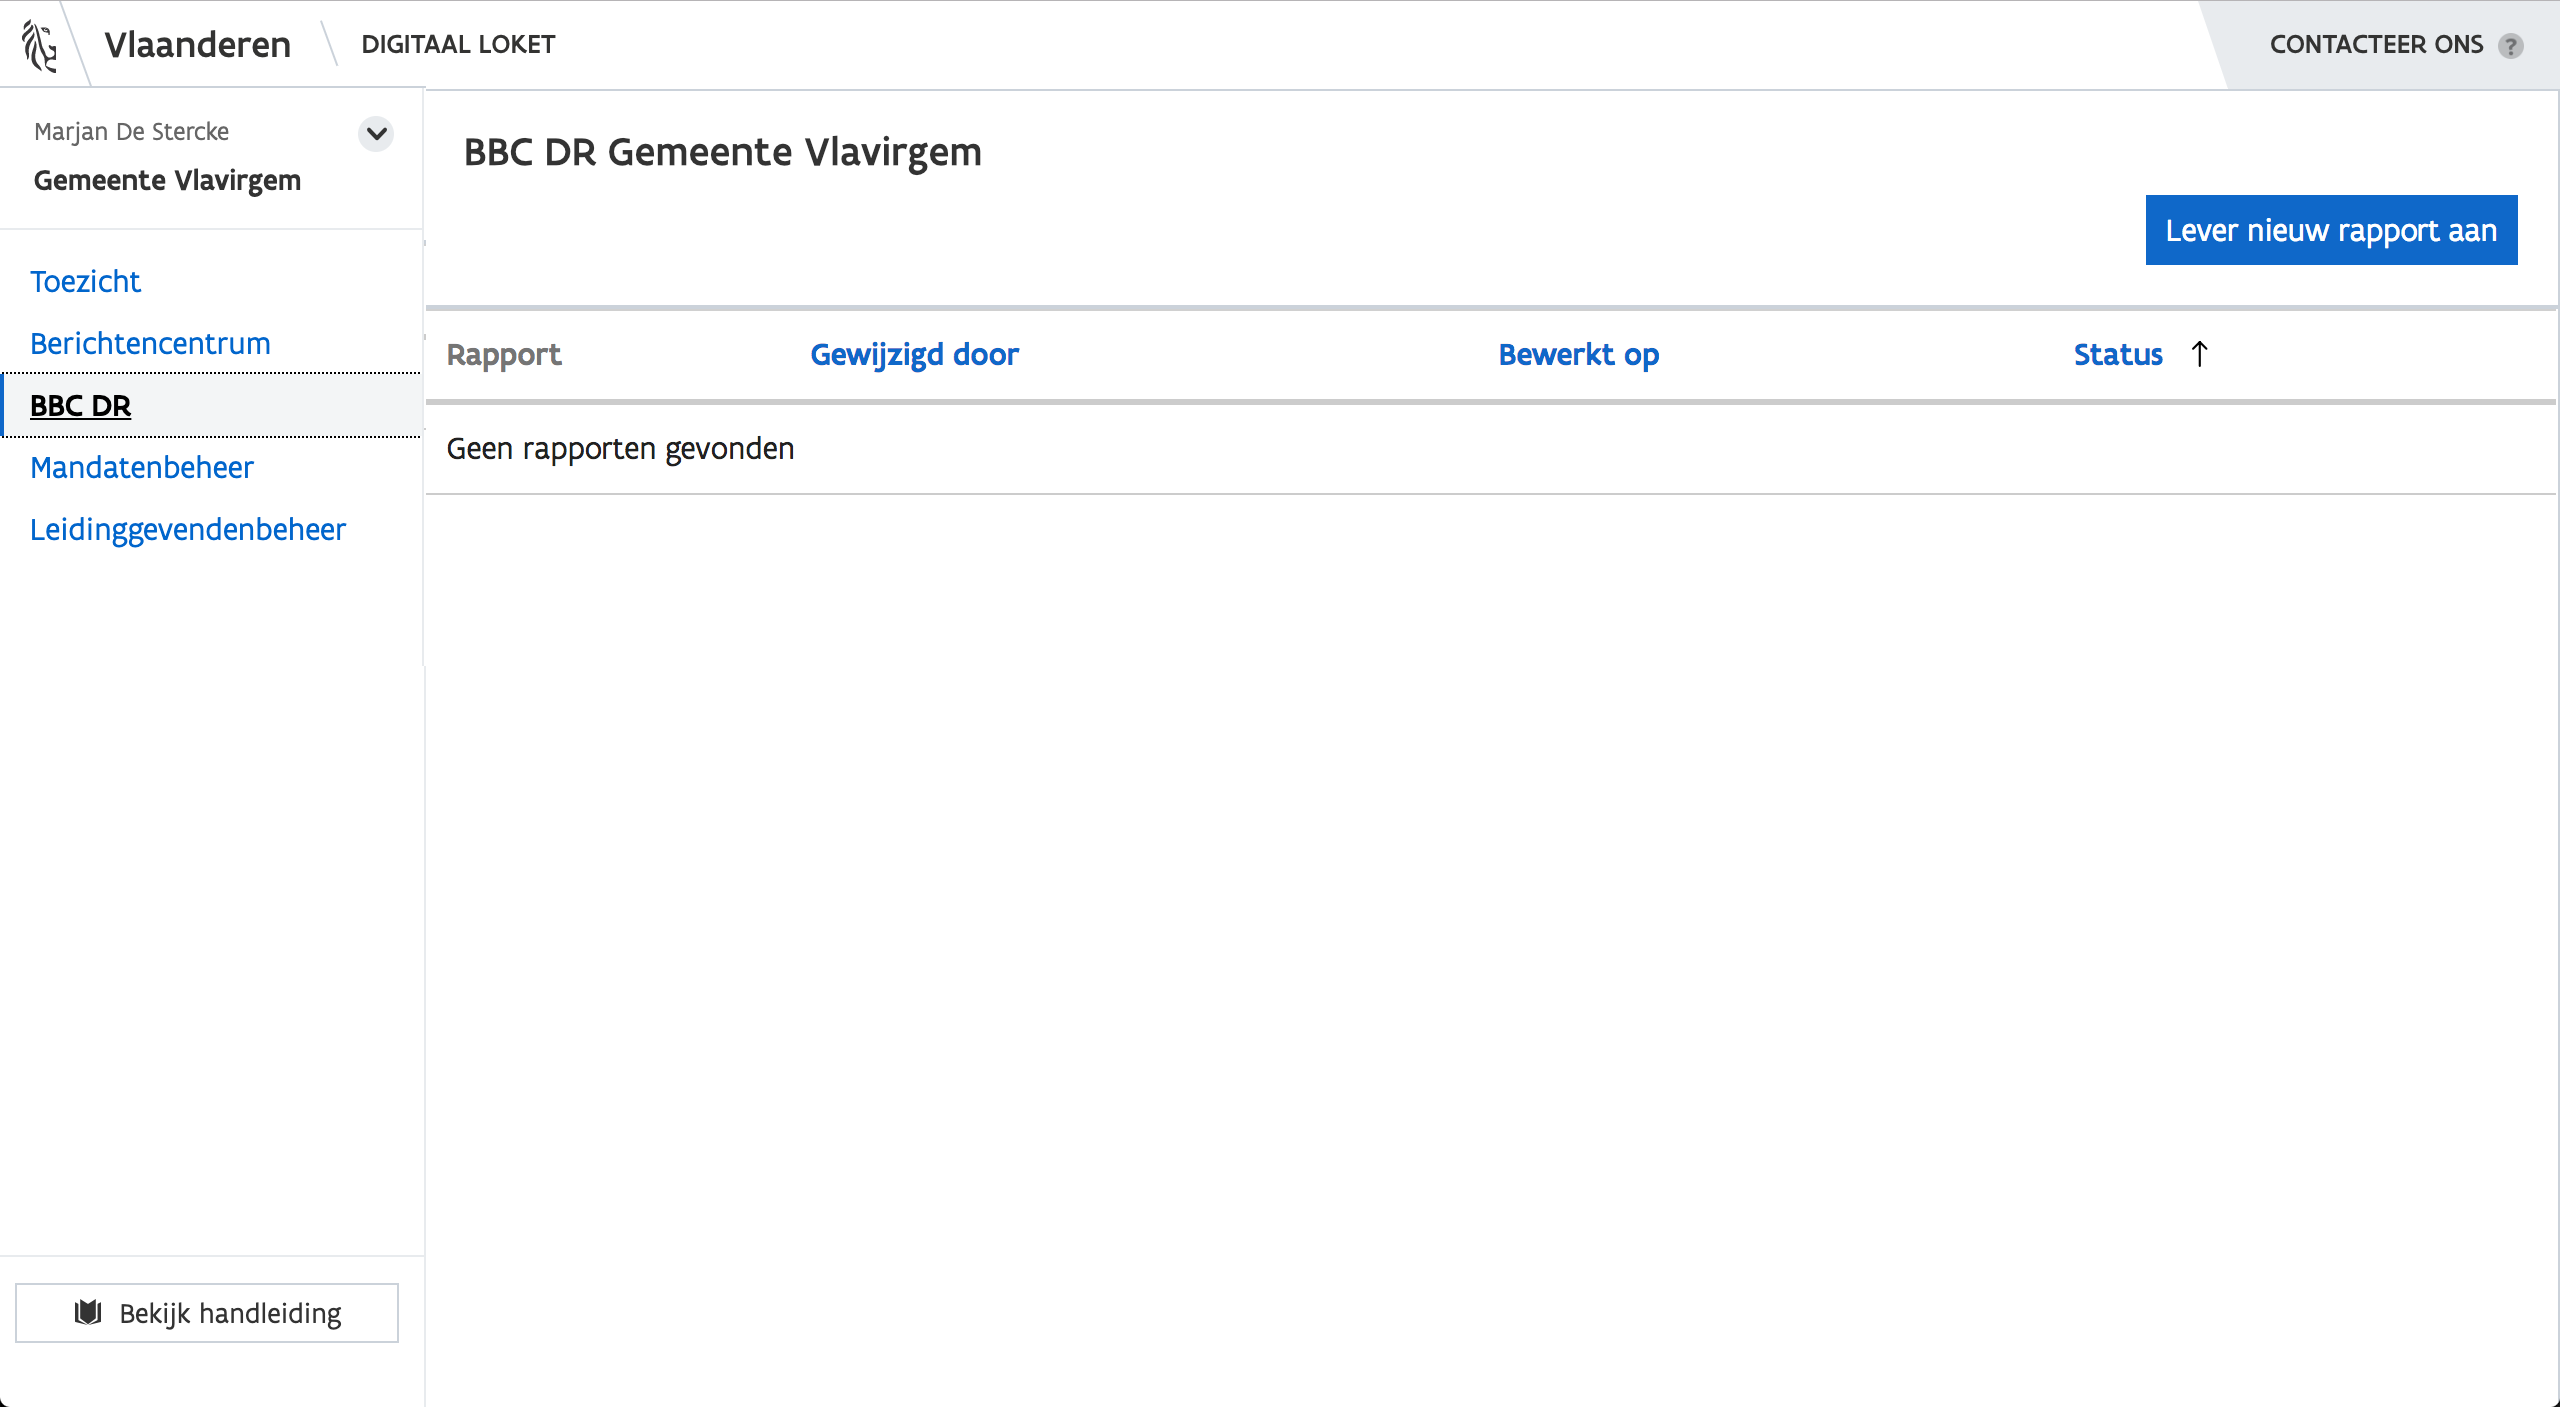 Vlaanderen
DIGITAAL LOKET
CONTACTEER ONS ?
Marjan De Stercke
Gemeente Vlavirgem
Toezicht
Berichtencentrum
BBC DR
Mandatenbeheer
Leidinggevendenbeheer
Bekijk handleiding
BBC DR Gemeente Vlavirgem
Lever nieuw rapport aan
Rapport Gewijzigd door Bewerkt op Status ↑
Geen rapporten gevonden